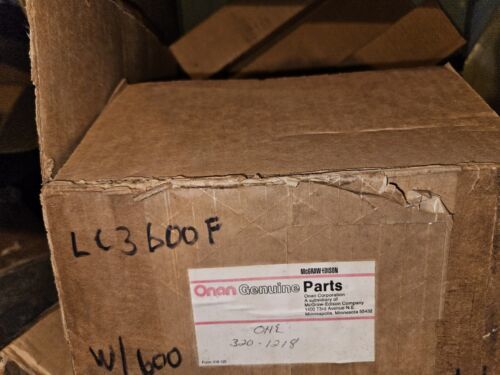 LC3600F
McGRAW-EDISON
Onan Genuine Parts
Onan Corporation
A subsidiary of
McGraw-Edison Company
1400 73rd Avenue N.E.
Minneapolis, Minnesota 55432
ONE
320-1218
W/600